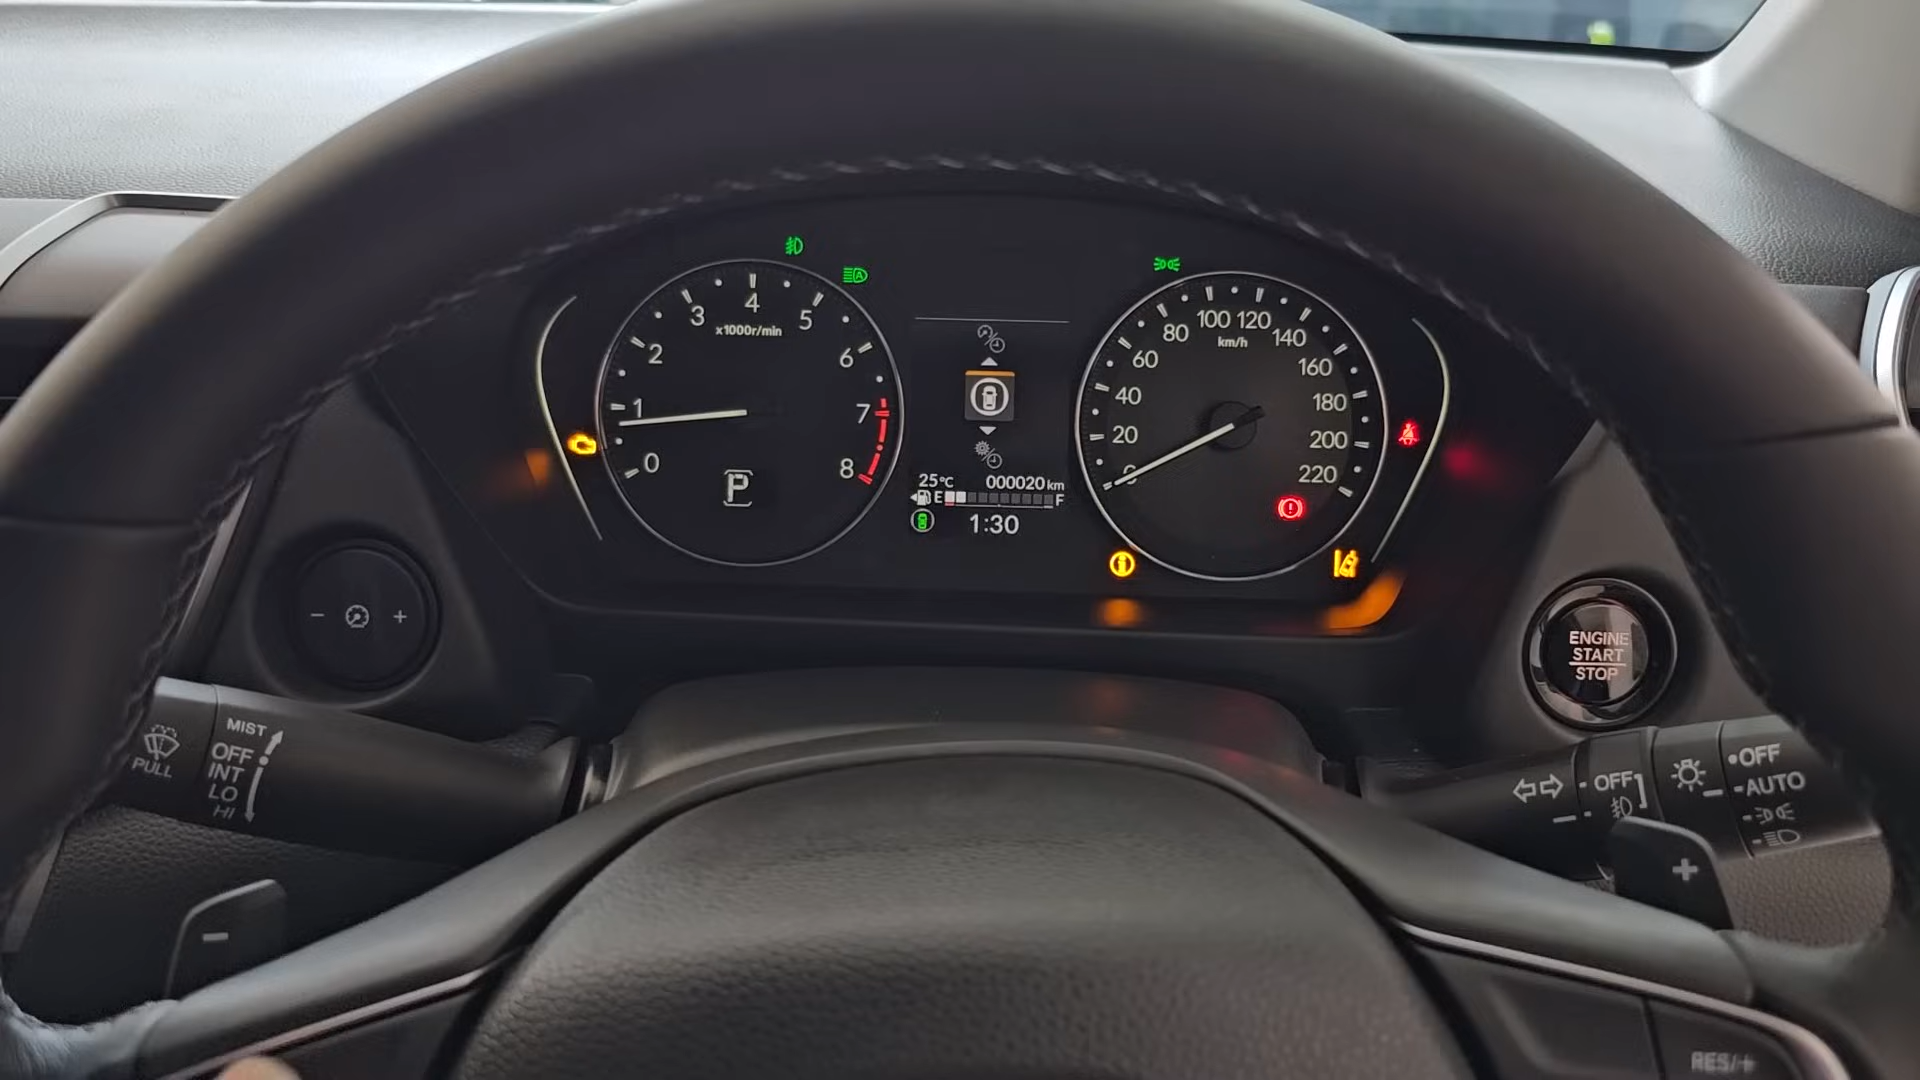 4
3
5
x1000r/min
2
6
1
7
0
8
P
25°C
000020 km
E
F
1:30
100
120
80
140
km/h
60
160
40
180
20
200
0
220
A
- +
ENGINE
START
STOP
MIST
OFF
INT
LO
HI
PULL
OFF
OFF
AUTO
-
+
RES/+